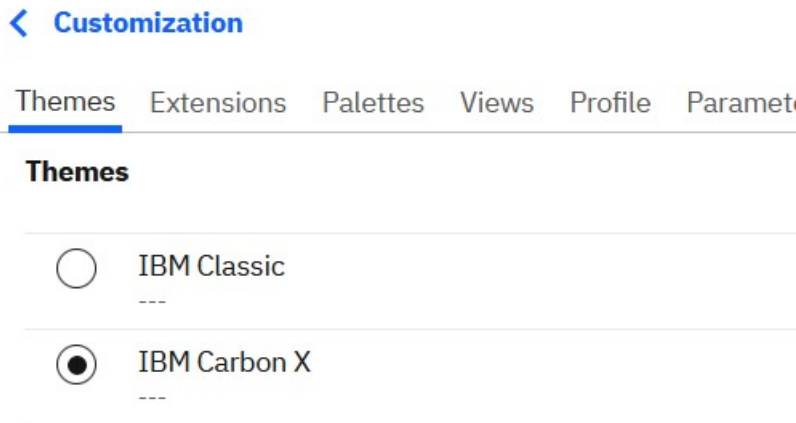 Customization
Themes Extensions Palettes Views Profile
Themes
IBM Classic
---
IBM Carbon X
---